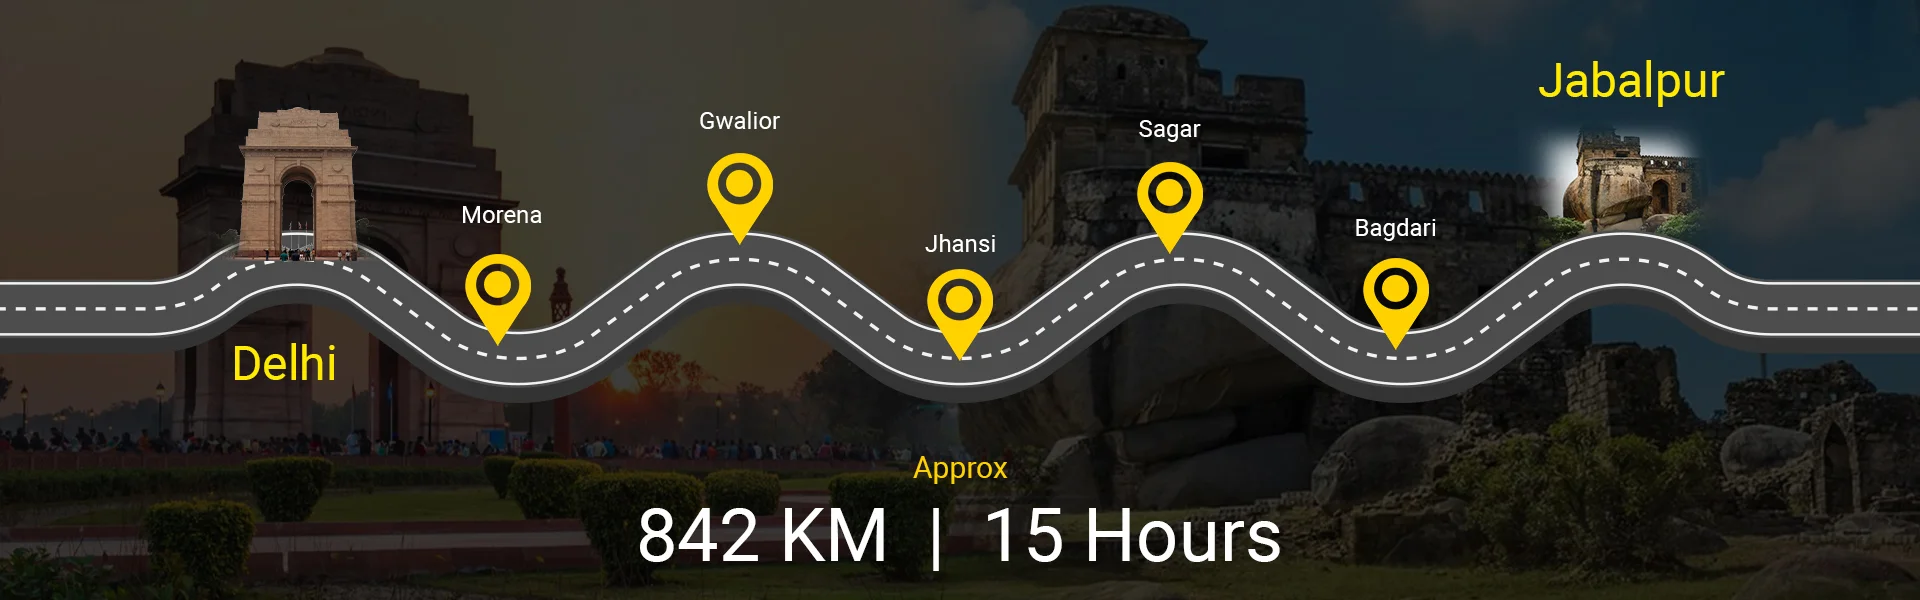 Jabalpur
Gwalior
Sagar
Morena
Bagdari
Jhansi
Delhi
Approx
842 KM | 15 Hours